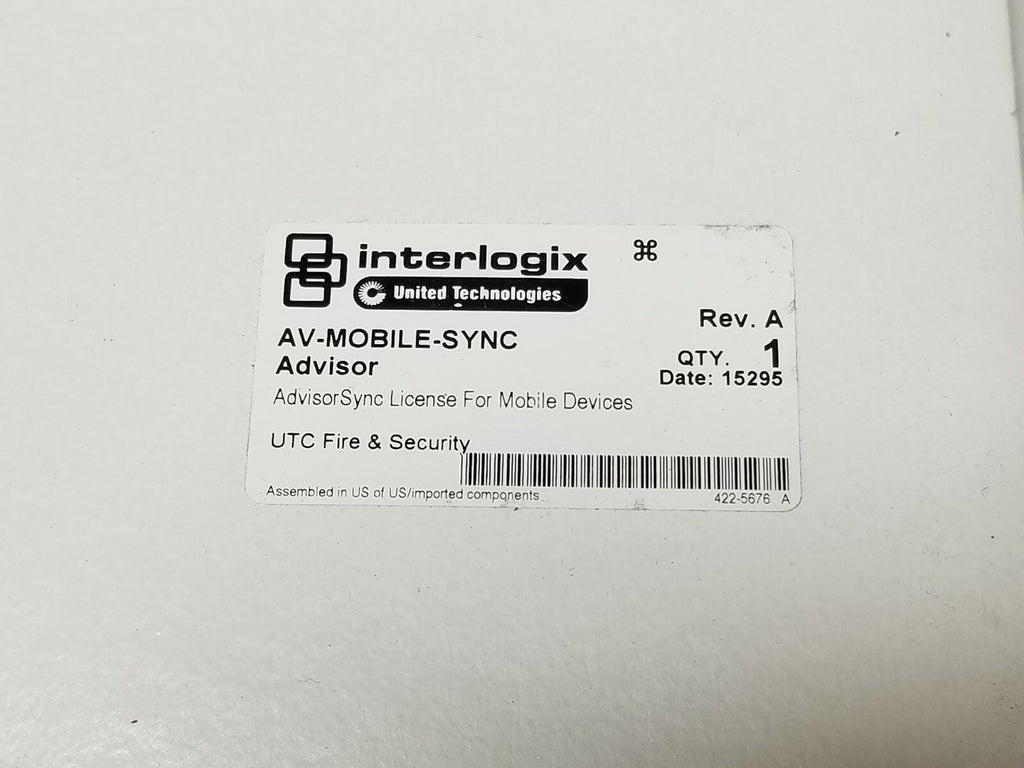 interlogix
⌘
United Technologies
Rev. A
AV-MOBILE-SYNC
QTY. 1
Advisor
Date: 15295
AdvisorSync License For Mobile Devices
UTC Fire & Security
Assembled in US of US/imported components
422-5676 A